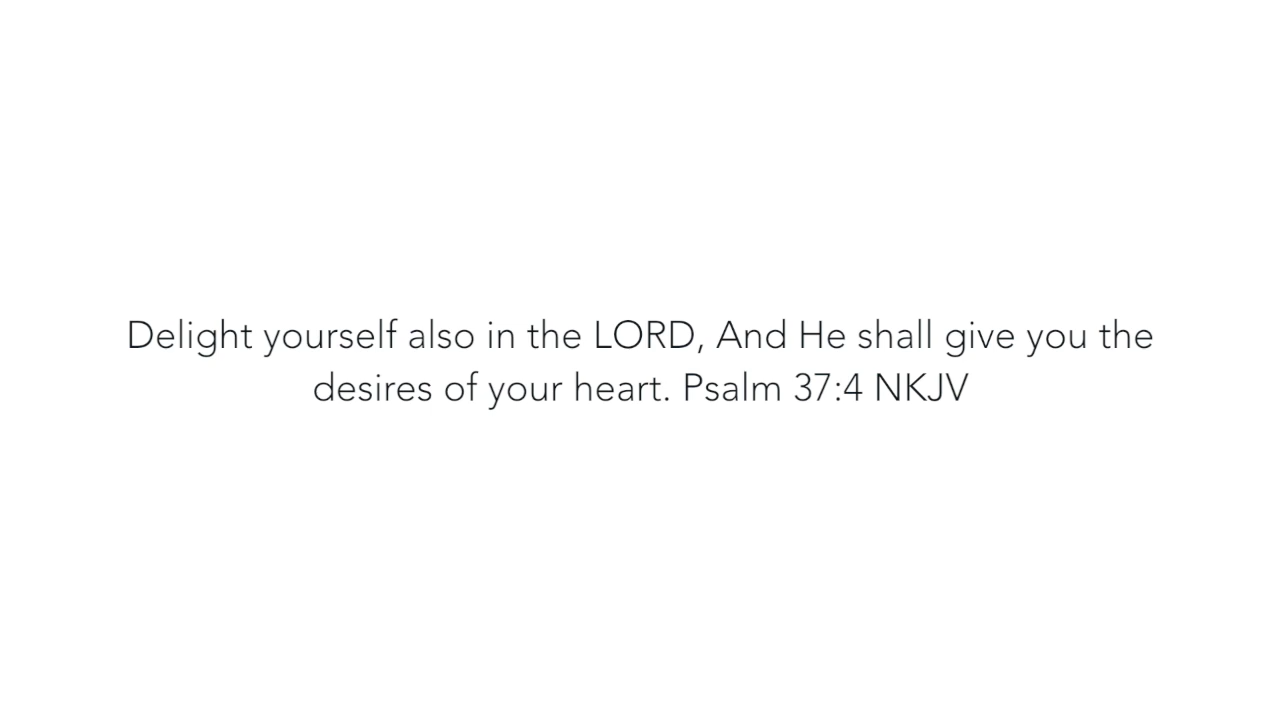 Delight yourself also in the LORD, And He shall give you the
desires of your heart. Psalm 37:4 NKJV